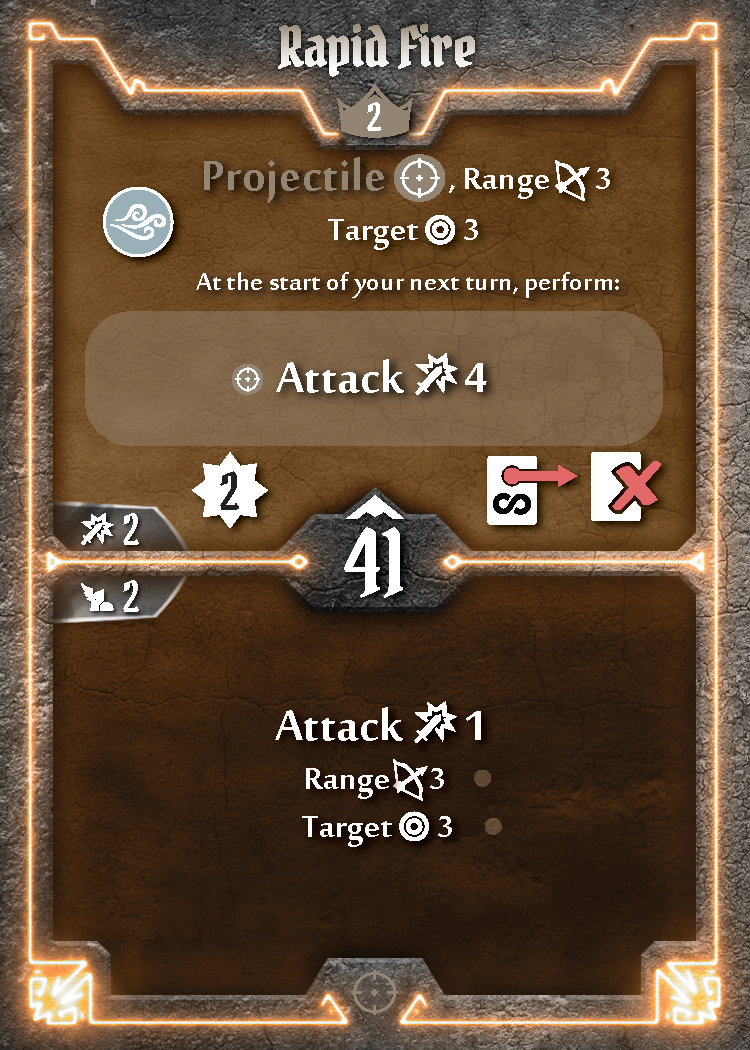 Rapid Fire
2
Projectile , Range 3
Target 3
At the start of your next turn, perform:
Attack 4
2
2
41
2
Attack 1
Range 3
Target 3